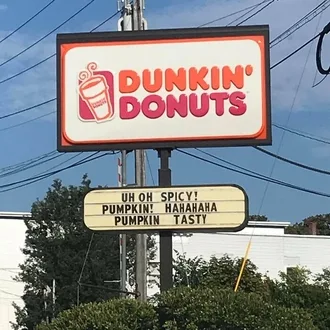 DUNKIN'
DONUTS
UH OH SPICY!
PUMPKIN! HAHAHAHA
PUMPKIN TASTY